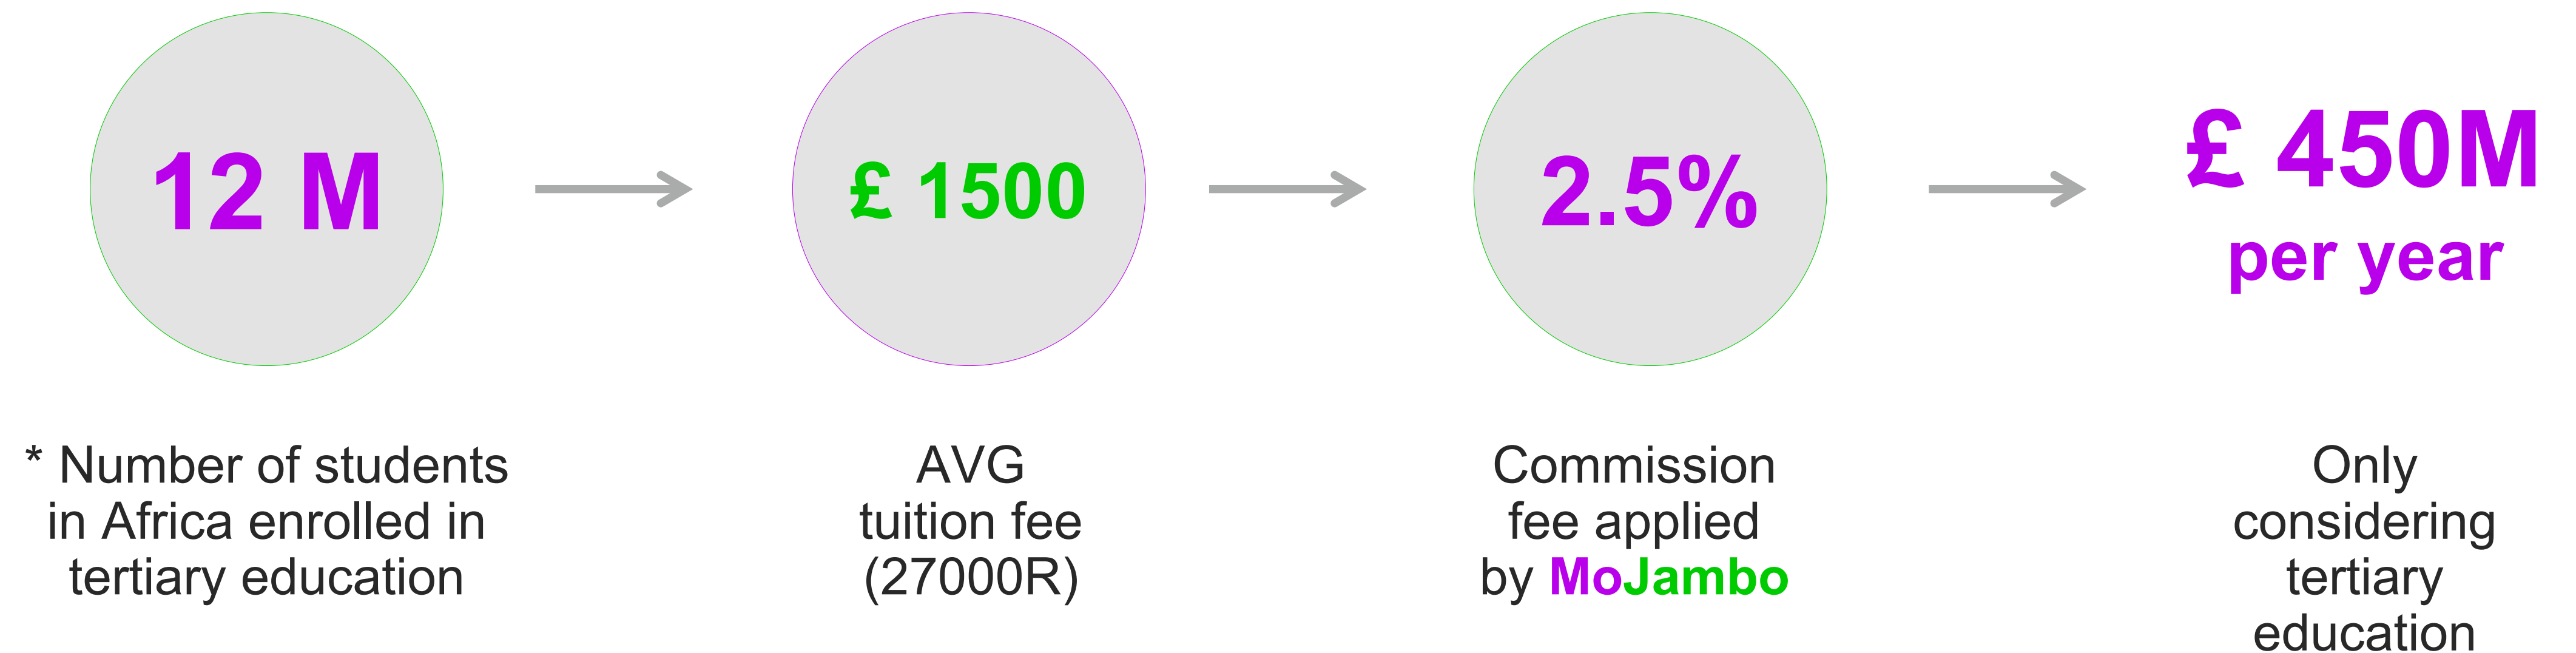 12 M
£ 1500
2.5%
£ 450M
per year
* Number of students
in Africa enrolled in
tertiary education
AVG
tuition fee
(27000R)
Commission
fee applied
by MoJambo
Only
considering
tertiary
education